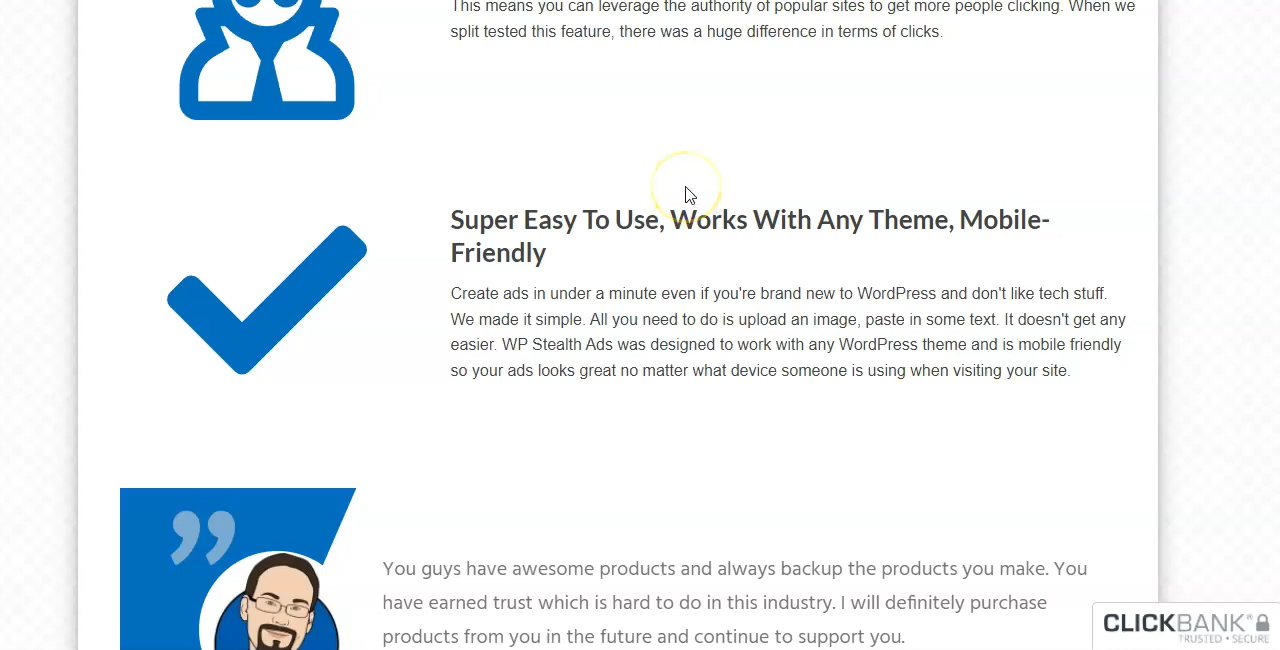 This means you can leverage the authority of popular sites to get more people clicking. When we
split tested this feature, there was a huge difference in terms of clicks.
Super Easy To Use, Works With Any Theme, Mobile-
Friendly
Create ads in under a minute even if you're brand new to WordPress and don't like tech stuff.
We made it simple. All you need to do is upload an image, paste in some text. It doesn't get any
easier. WP Stealth Ads was designed to work with any WordPress theme and is mobile friendly
so your ads looks great no matter what device someone is using when visiting your site.
You guys have awesome products and always backup the products you make. You
have earned trust which is hard to do in this industry. I will definitely purchase
products from you in the future and continue to support you.
CLICKBANK®
TRUSTED • SECURE